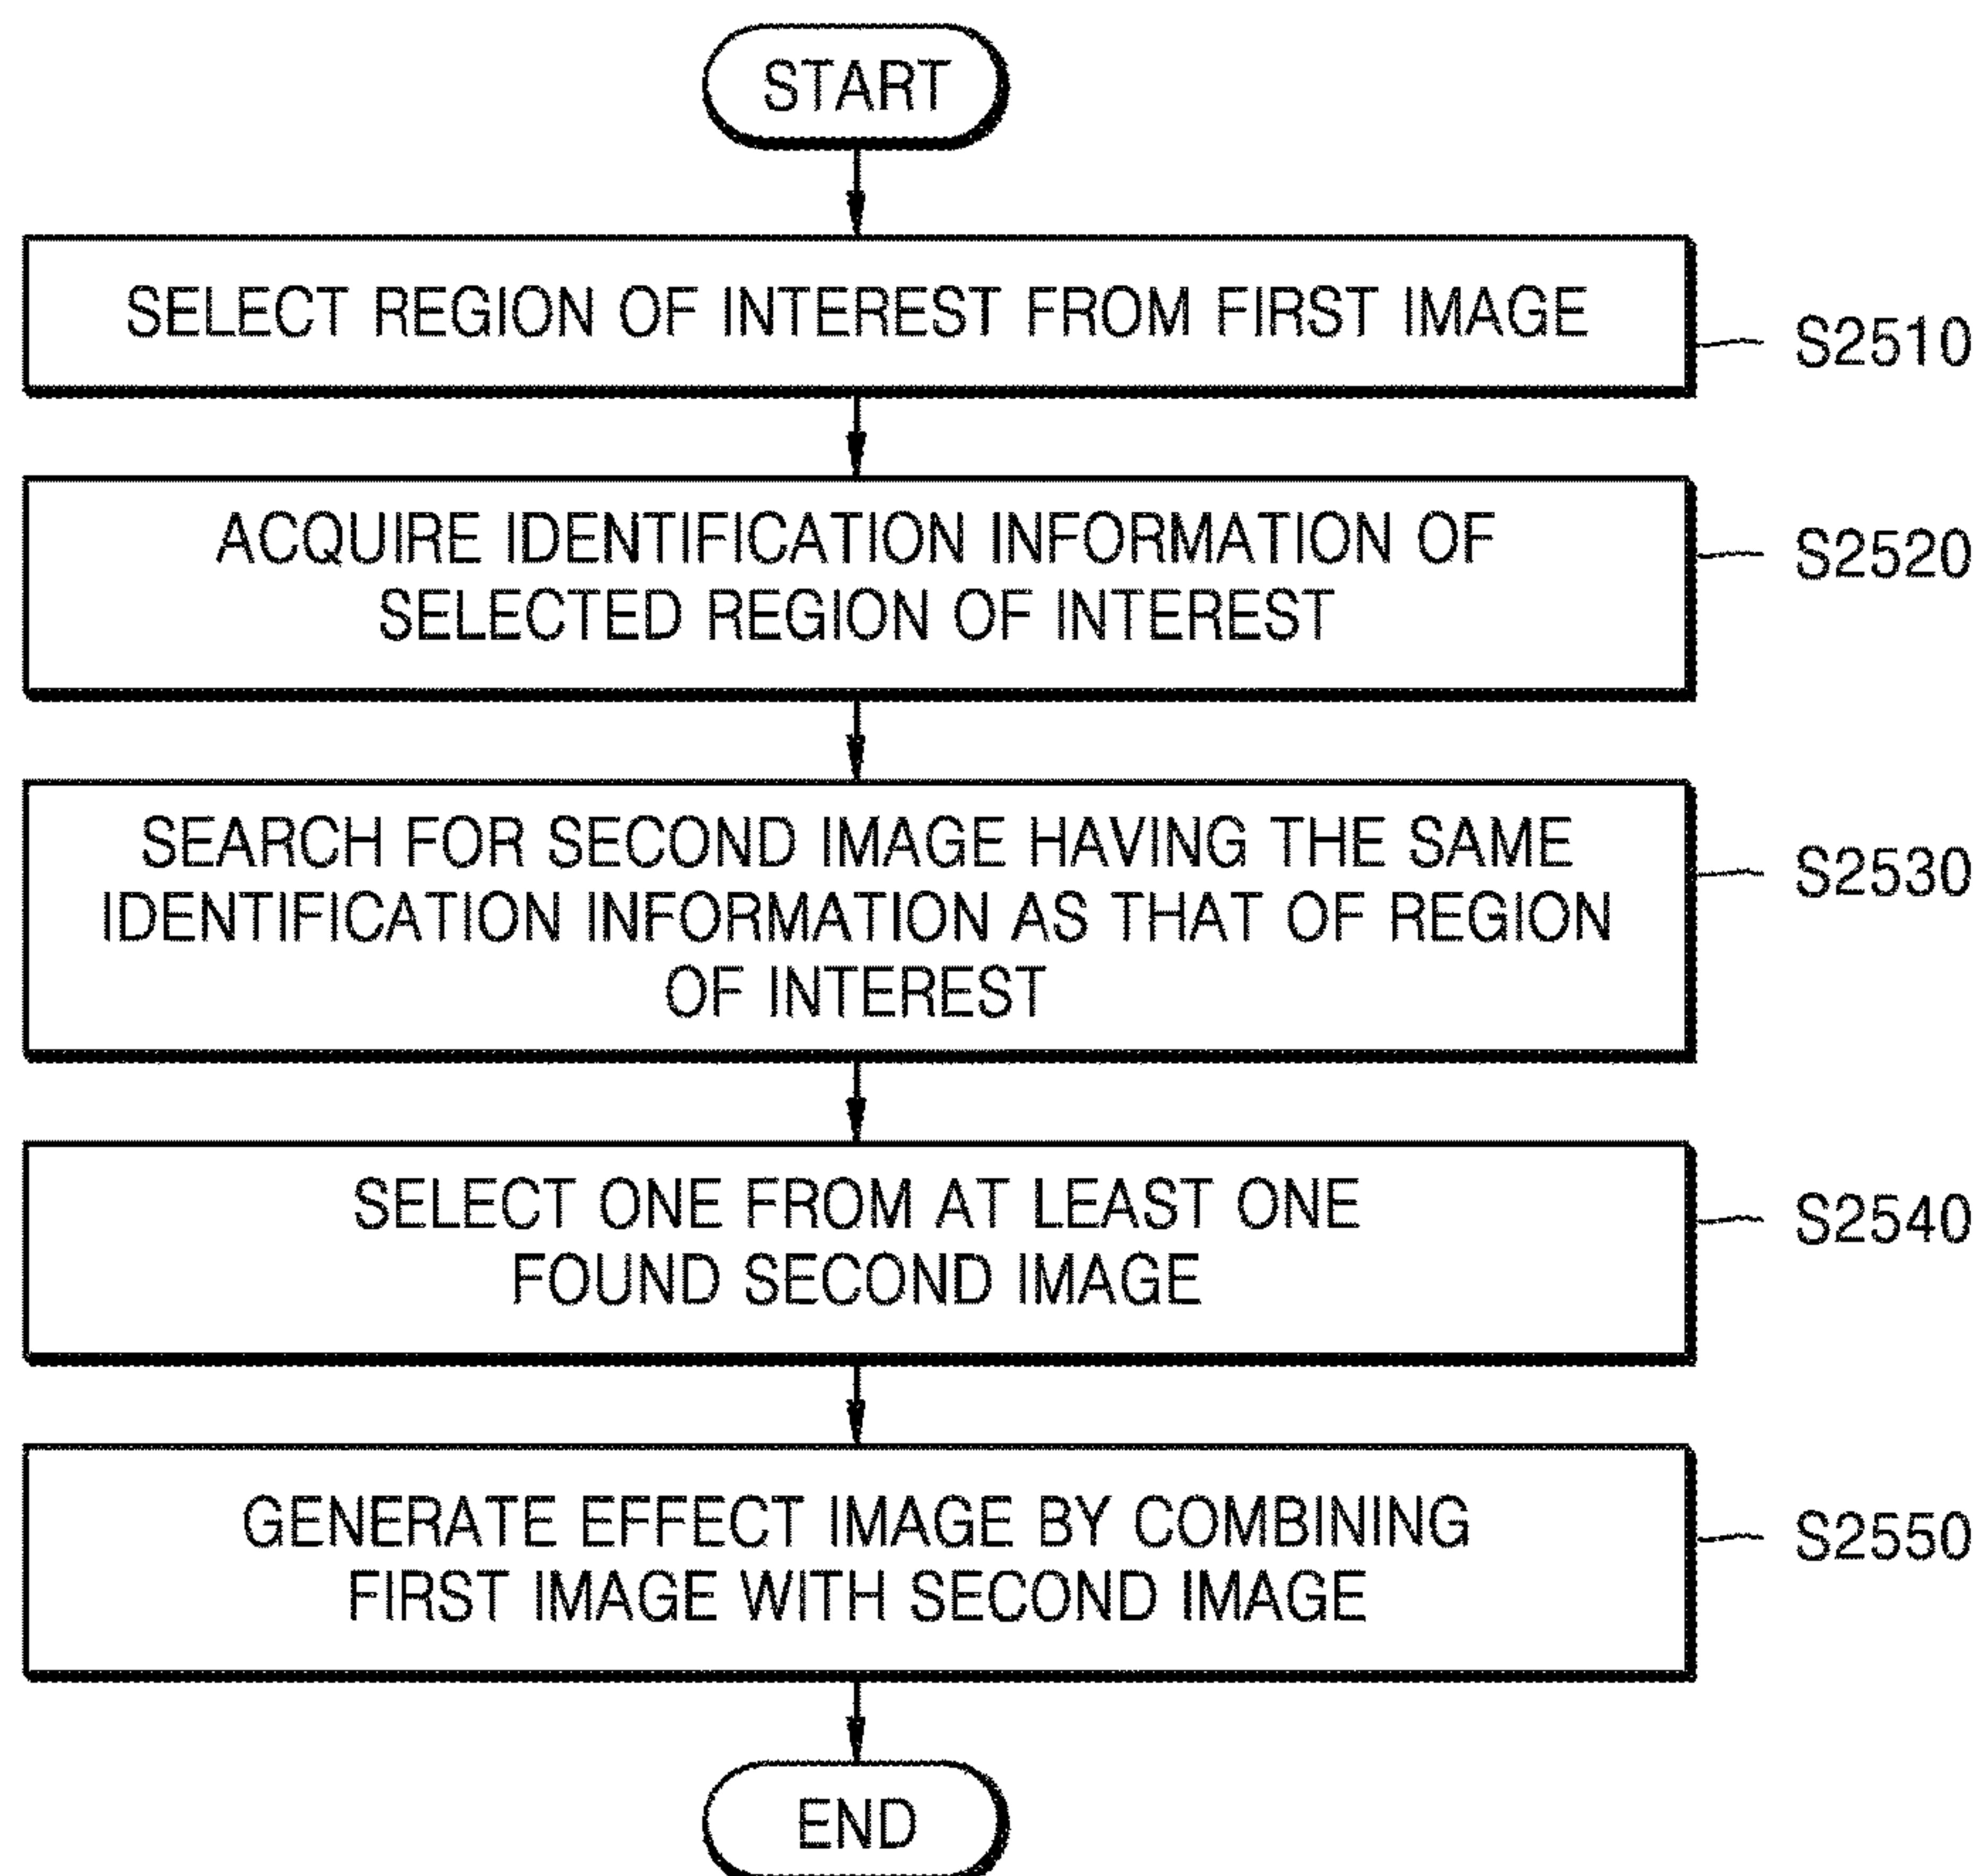 START
SELECT REGION OF INTEREST FROM FIRST IMAGE
S2510
ACQUIRE IDENTIFICATION INFORMATION OF
SELECTED REGION OF INTEREST
S2520
SEARCH FOR SECOND IMAGE HAVING THE SAME
IDENTIFICATION INFORMATION AS THAT OF REGION
OF INTEREST
S2530
SELECT ONE FROM AT LEAST ONE
FOUND SECOND IMAGE
S2540
GENERATE EFFECT IMAGE BY COMBINING
FIRST IMAGE WITH SECOND IMAGE
S2550
END